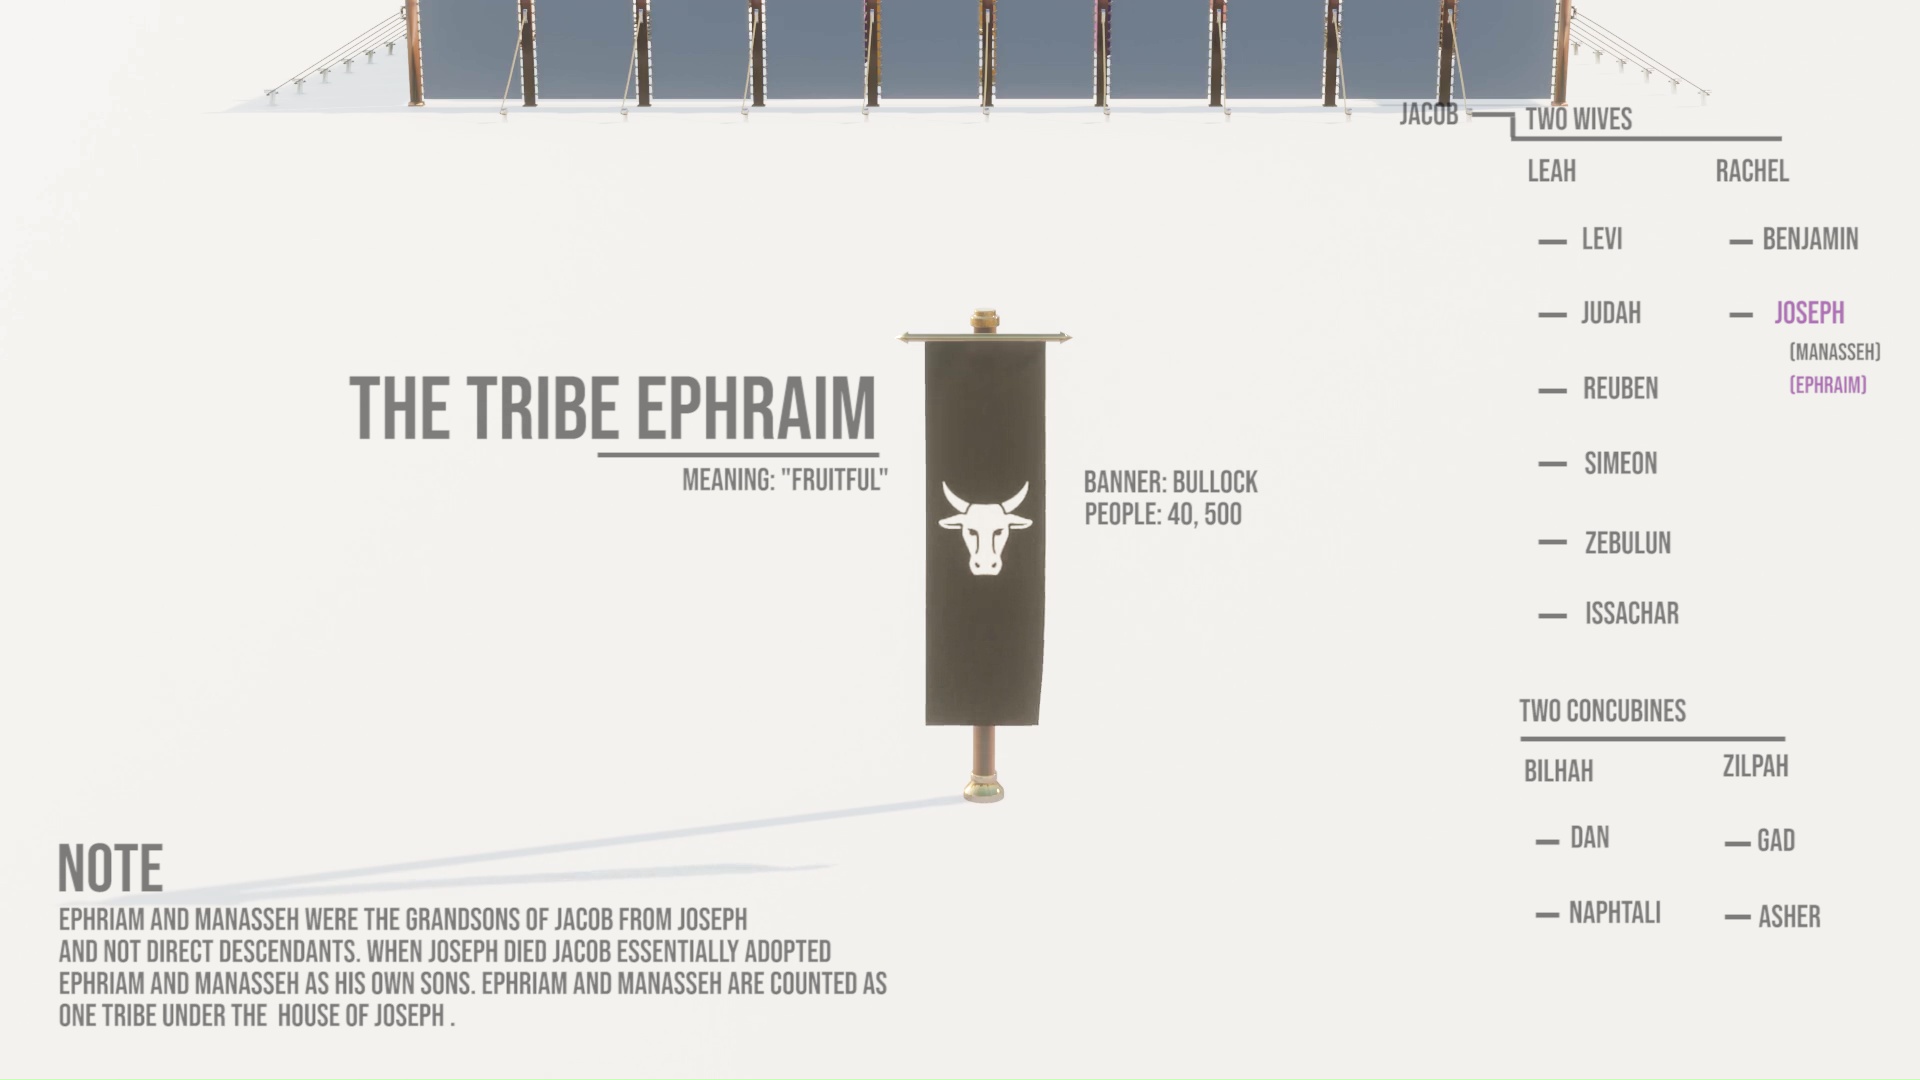 JACOB
TWO WIVES
LEAH
RACHEL
LEVI
BENJAMIN
JUDAH
JOSEPH
(MANASSEH)
REUBEN
(EPHRAIM)
SIMEON
ZEBULUN
ISSACHAR
THE TRIBE EPHRAIM
MEANING: "FRUITFUL"
BANNER: BULLOCK
PEOPLE: 40, 500
TWO CONCUBINES
BILHAH
ZILPAH
DAN
GAD
NAPHTALI
ASHER
NOTE
EPHRIAM AND MANASSEH WERE THE GRANDSONS OF JACOB FROM JOSEPH
AND NOT DIRECT DESCENDANTS. WHEN JOSEPH DIED JACOB ESSENTIALLY ADOPTED
EPHRIAM AND MANASSEH AS HIS OWN SONS. EPHRIAM AND MANASSEH ARE COUNTED AS
ONE TRIBE UNDER THE  HOUSE OF JOSEPH .